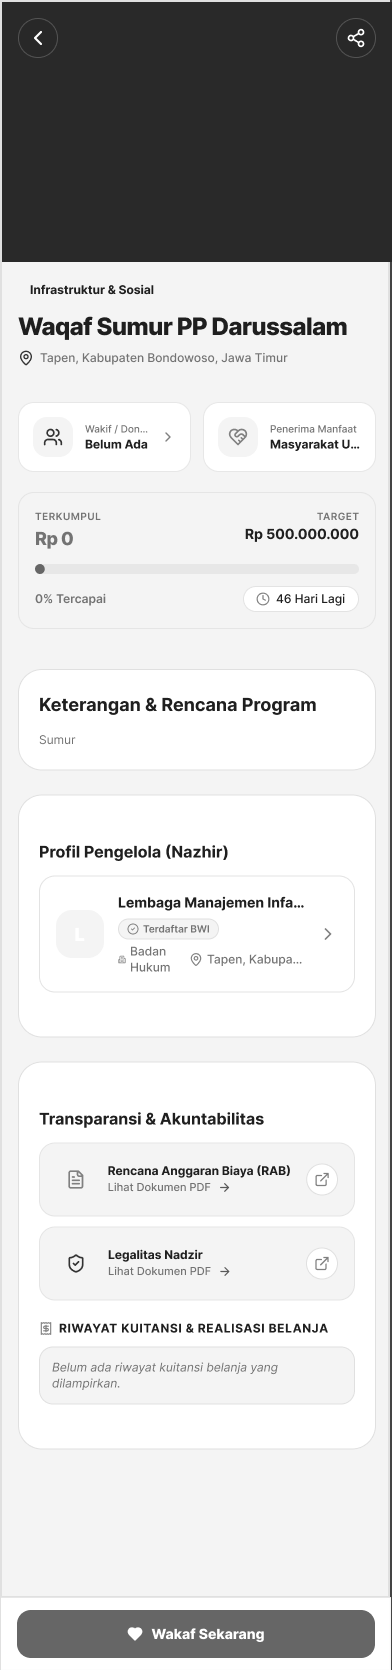 Infrastruktur & Sosial
Waqaf Sumur PP Darussalam
Tapen, Kabupaten Bondowoso, Jawa Timur
Wakif / Don...
Belum Ada
Penerima Manfaat
Masyarakat U...
TERKUMPUL
Rp 0
TARGET
Rp 500.000.000
0% Tercapai
46 Hari Lagi
Keterangan & Rencana Program
Sumur
Profil Pengelola (Nazhir)
L
Lembaga Manajemen Infa...
Terdaftar BWI
Badan
Hukum
Tapen, Kabupa...
Transparansi & Akuntabilitas
Rencana Anggaran Biaya (RAB)
Lihat Dokumen PDF →
Legalitas Nadzir
Lihat Dokumen PDF →
RIWAYAT KUITANSI & REALISASI BELANJA
Belum ada riwayat kuitansi belanja yang
dilampirkan.
Wakaf Sekarang